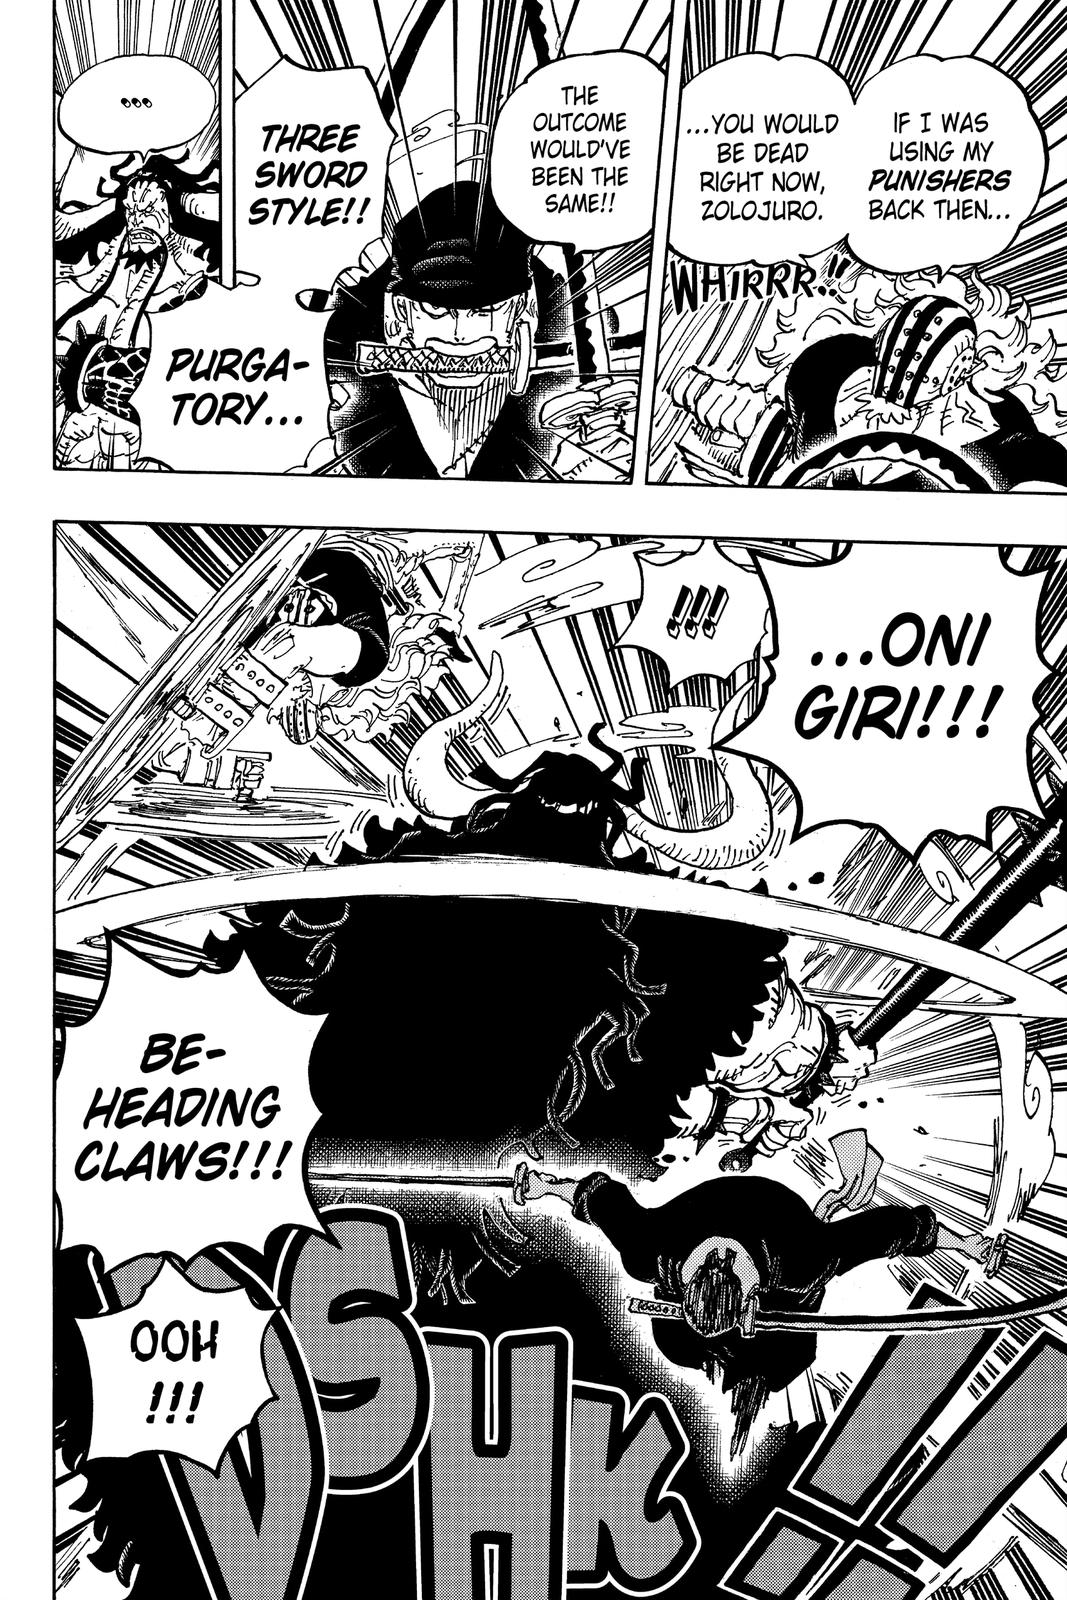 IF I WAS
USING MY
PUNISHERS
BACK THEN...
...YOU WOULD
BE DEAD
RIGHT NOW,
ZOLOJURO.
WHIRRR..!!
THE
OUTCOME
WOULD'VE
BEEN THE
SAME!!
THREE
SWORD
STYLE!!
PURGA-
TORY...
...
...ONI
GIRI!!!
!!!
BE-
HEADING
CLAWS!!!
OOH
!!!
VSHK!!